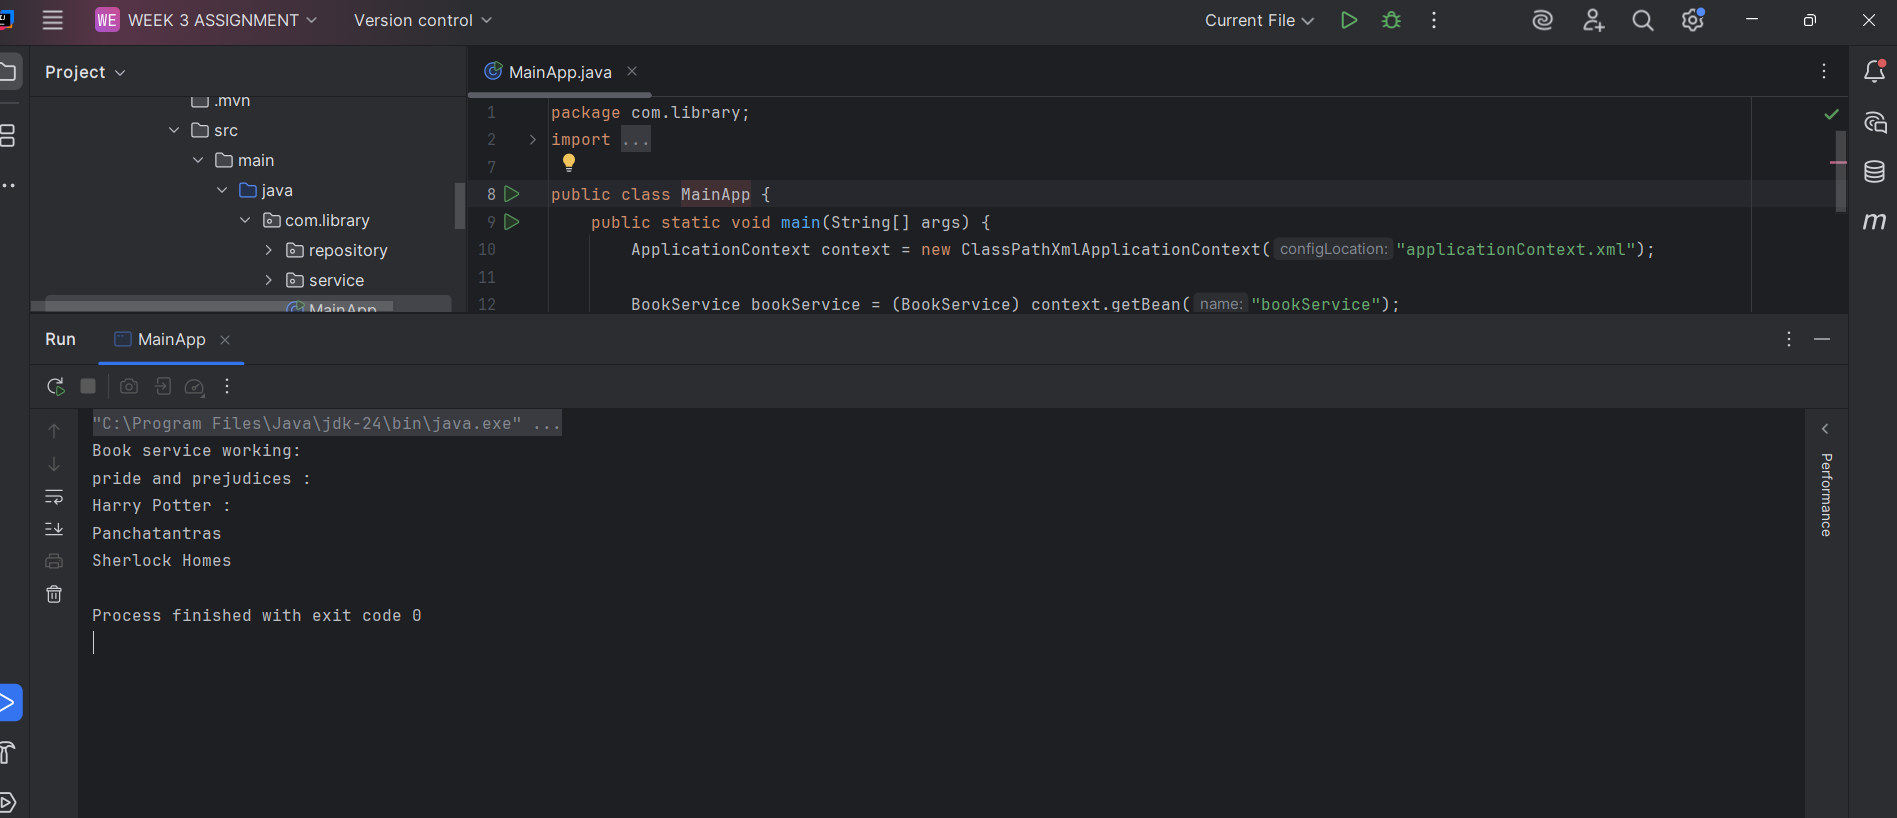 WE WEEK 3 ASSIGNMENT Version control Current File
Project
.mvn
src
main
java
com.library
repository
service
MainApp
MainApp.java
1 package com.library;
2 import ...
7
8 public class MainApp {
9 public static void main(String[] args) {
10 ApplicationContext context = new ClassPathXmlApplicationContext( configLocation: "applicationContext.xml");
11
12 BookService bookService = (BookService) context.getBean( name: "bookService");
m
Run MainApp
"C:\Program Files\Java\jdk-24\bin\java.exe" ...
Book service working:
pride and prejudices :
Harry Potter :
Panchatantras
Sherlock Homes
Process finished with exit code 0
Performance